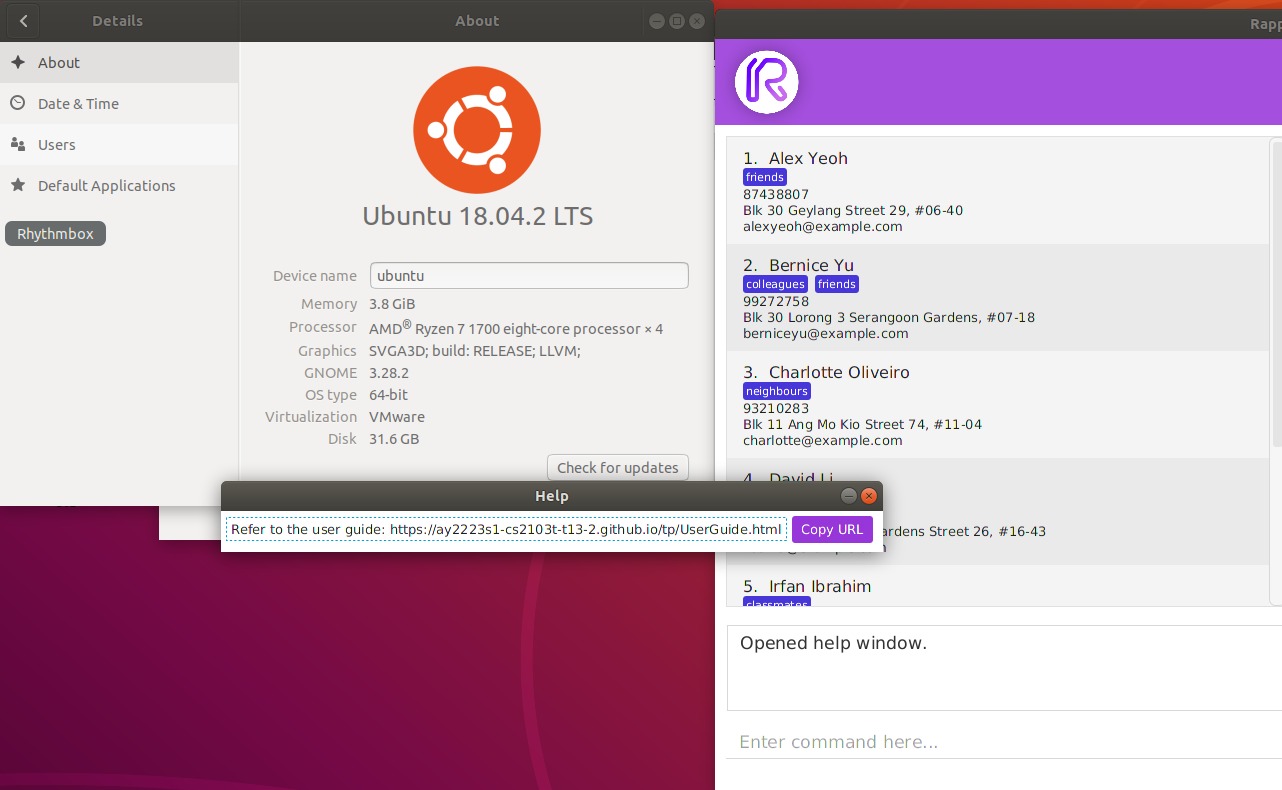 Details
About
About
Date & Time
Users
Default Applications
Rhythmbox
Ubuntu 18.04.2 LTS
Device name ubuntu
Memory 3.8 GiB
Processor AMD® Ryzen 7 1700 eight-core processor × 4
Graphics SVGA3D; build: RELEASE; LLVM;
GNOME 3.28.2
OS type 64-bit
Virtualization VMware
Disk 31.6 GB
Check for updates
Help
Refer to the user guide: https://ay2223s1-cs2103t-t13-2.github.io/tp/UserGuide.html Copy URL
Rapp
1. Alex Yeoh
friends
87438807
Blk 30 Geylang Street 29, #06-40
alexyeoh@example.com
2. Bernice Yu
colleagues friends
99272758
Blk 30 Lorong 3 Serangoon Gardens, #07-18
berniceyu@example.com
3. Charlotte Oliveiro
neighbours
93210283
Blk 11 Ang Mo Kio Street 74, #11-04
charlotte@example.com
4. David Li
ardens Street 26, #16-43
5. Irfan Ibrahim
classmates
Opened help window.
Enter command here...